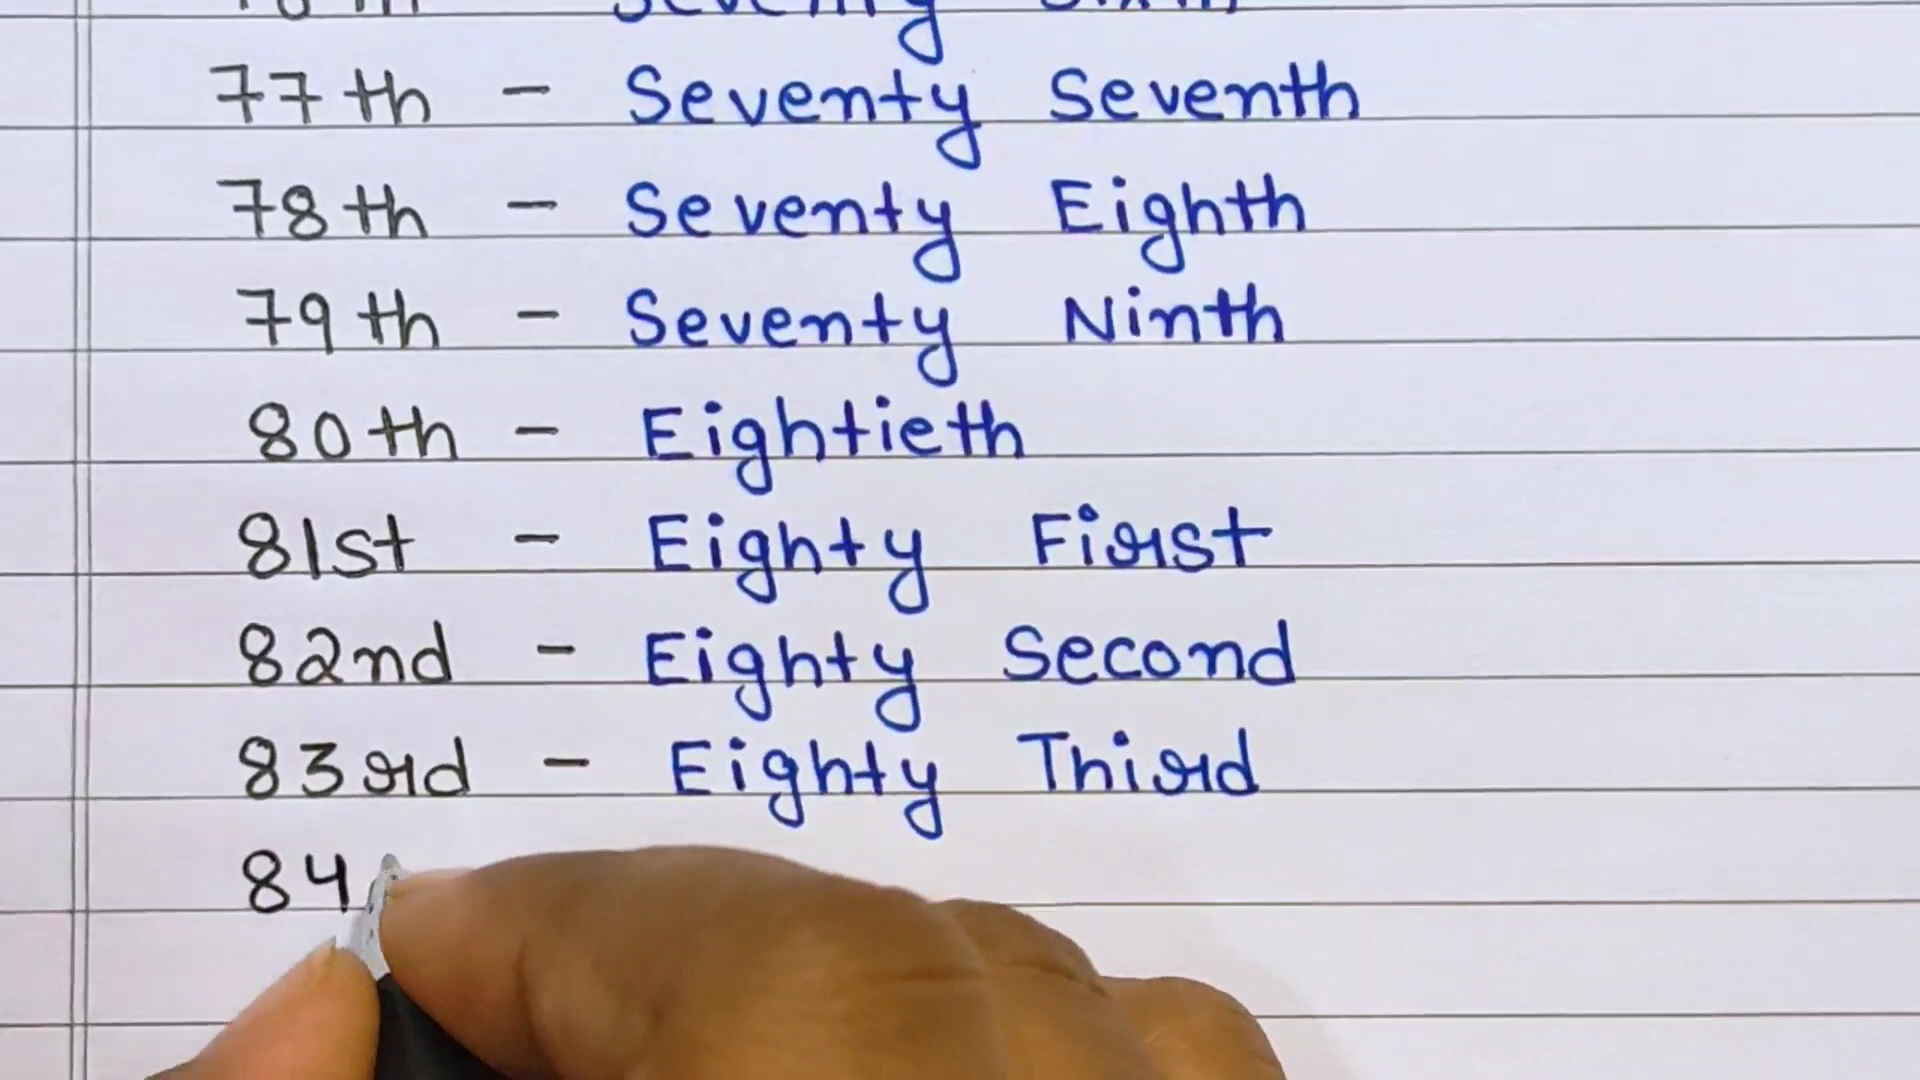 77th - Seventy Seventh
78th - Seventy Eighth
79th - Seventy Ninth
80th - Eightieth
81st - Eighty First
82nd - Eighty Second
83rd - Eighty Third
84